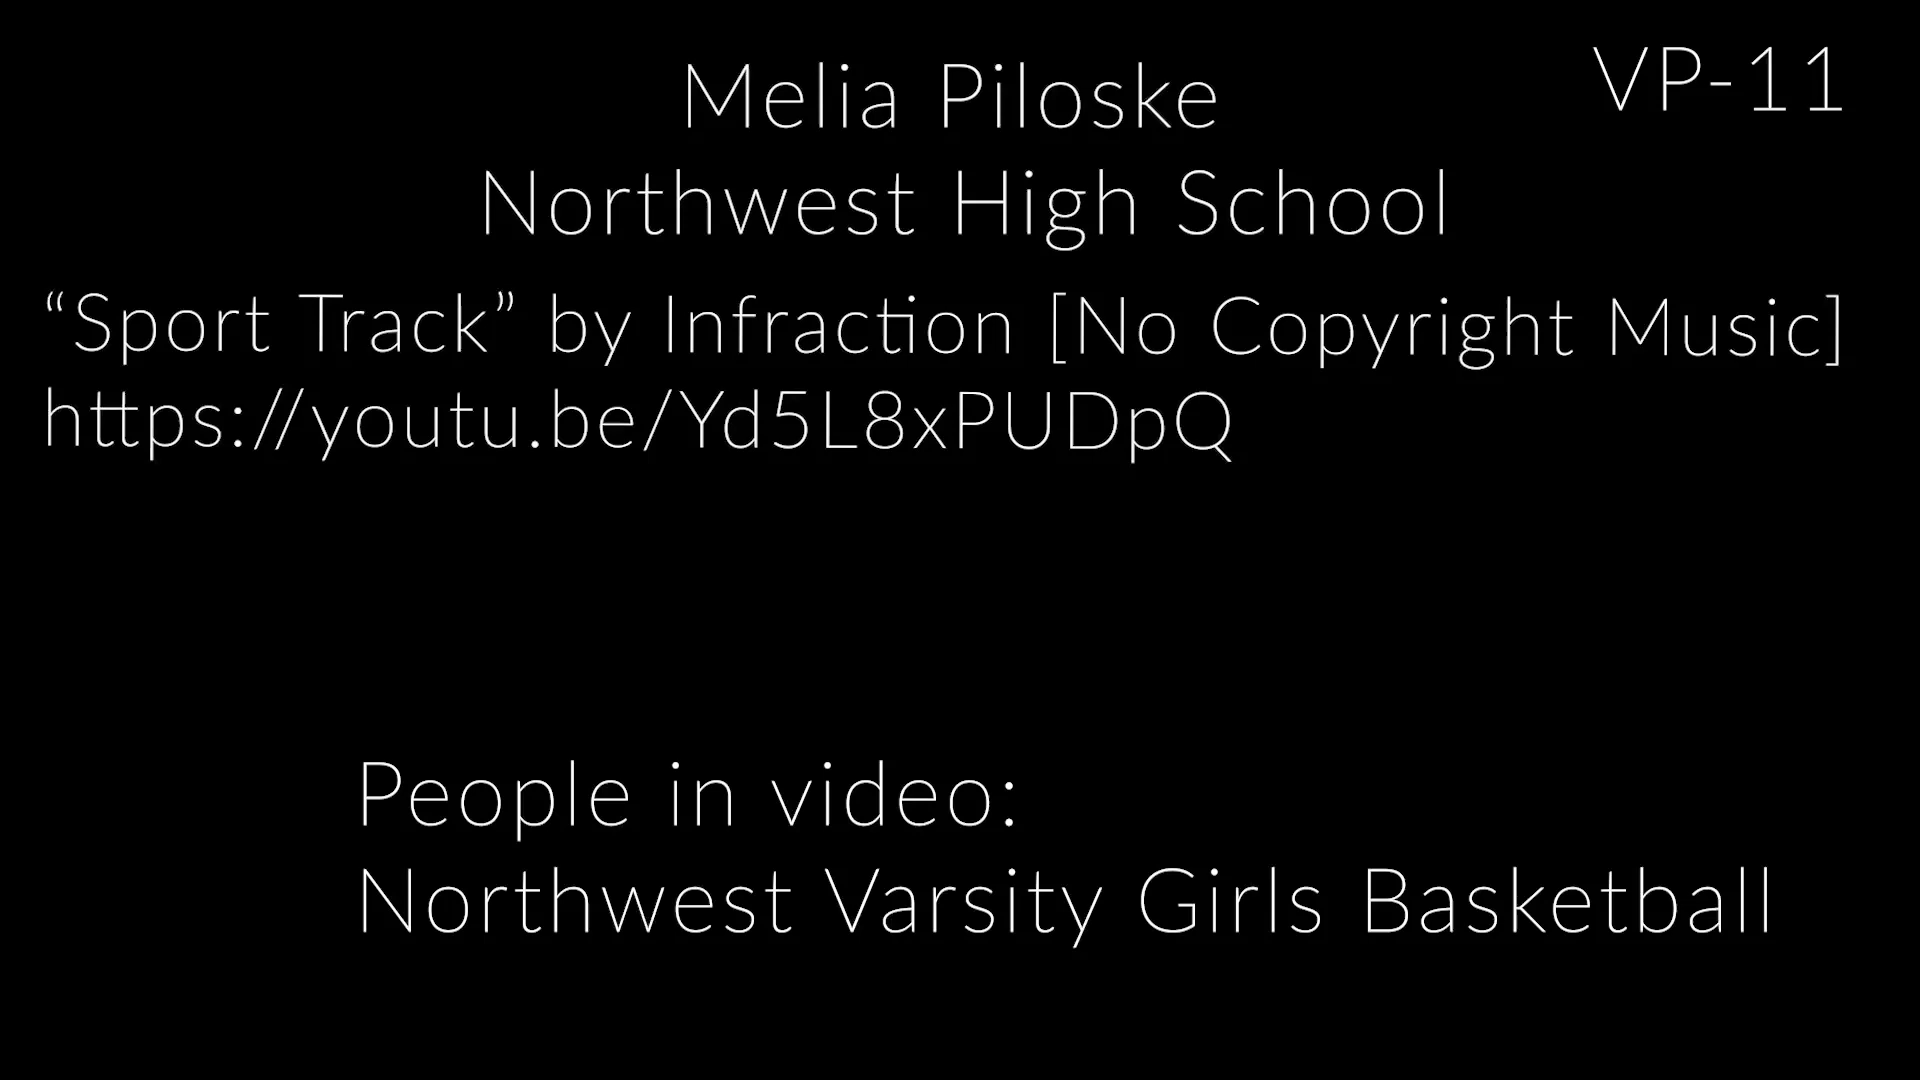 VP-11
Melia Piloske
Northwest High School
“Sport Track” by Infraction [No Copyright Music]
https://youtu.be/Yd5L8xPUDpQ
People in video:
Northwest Varsity Girls Basketball